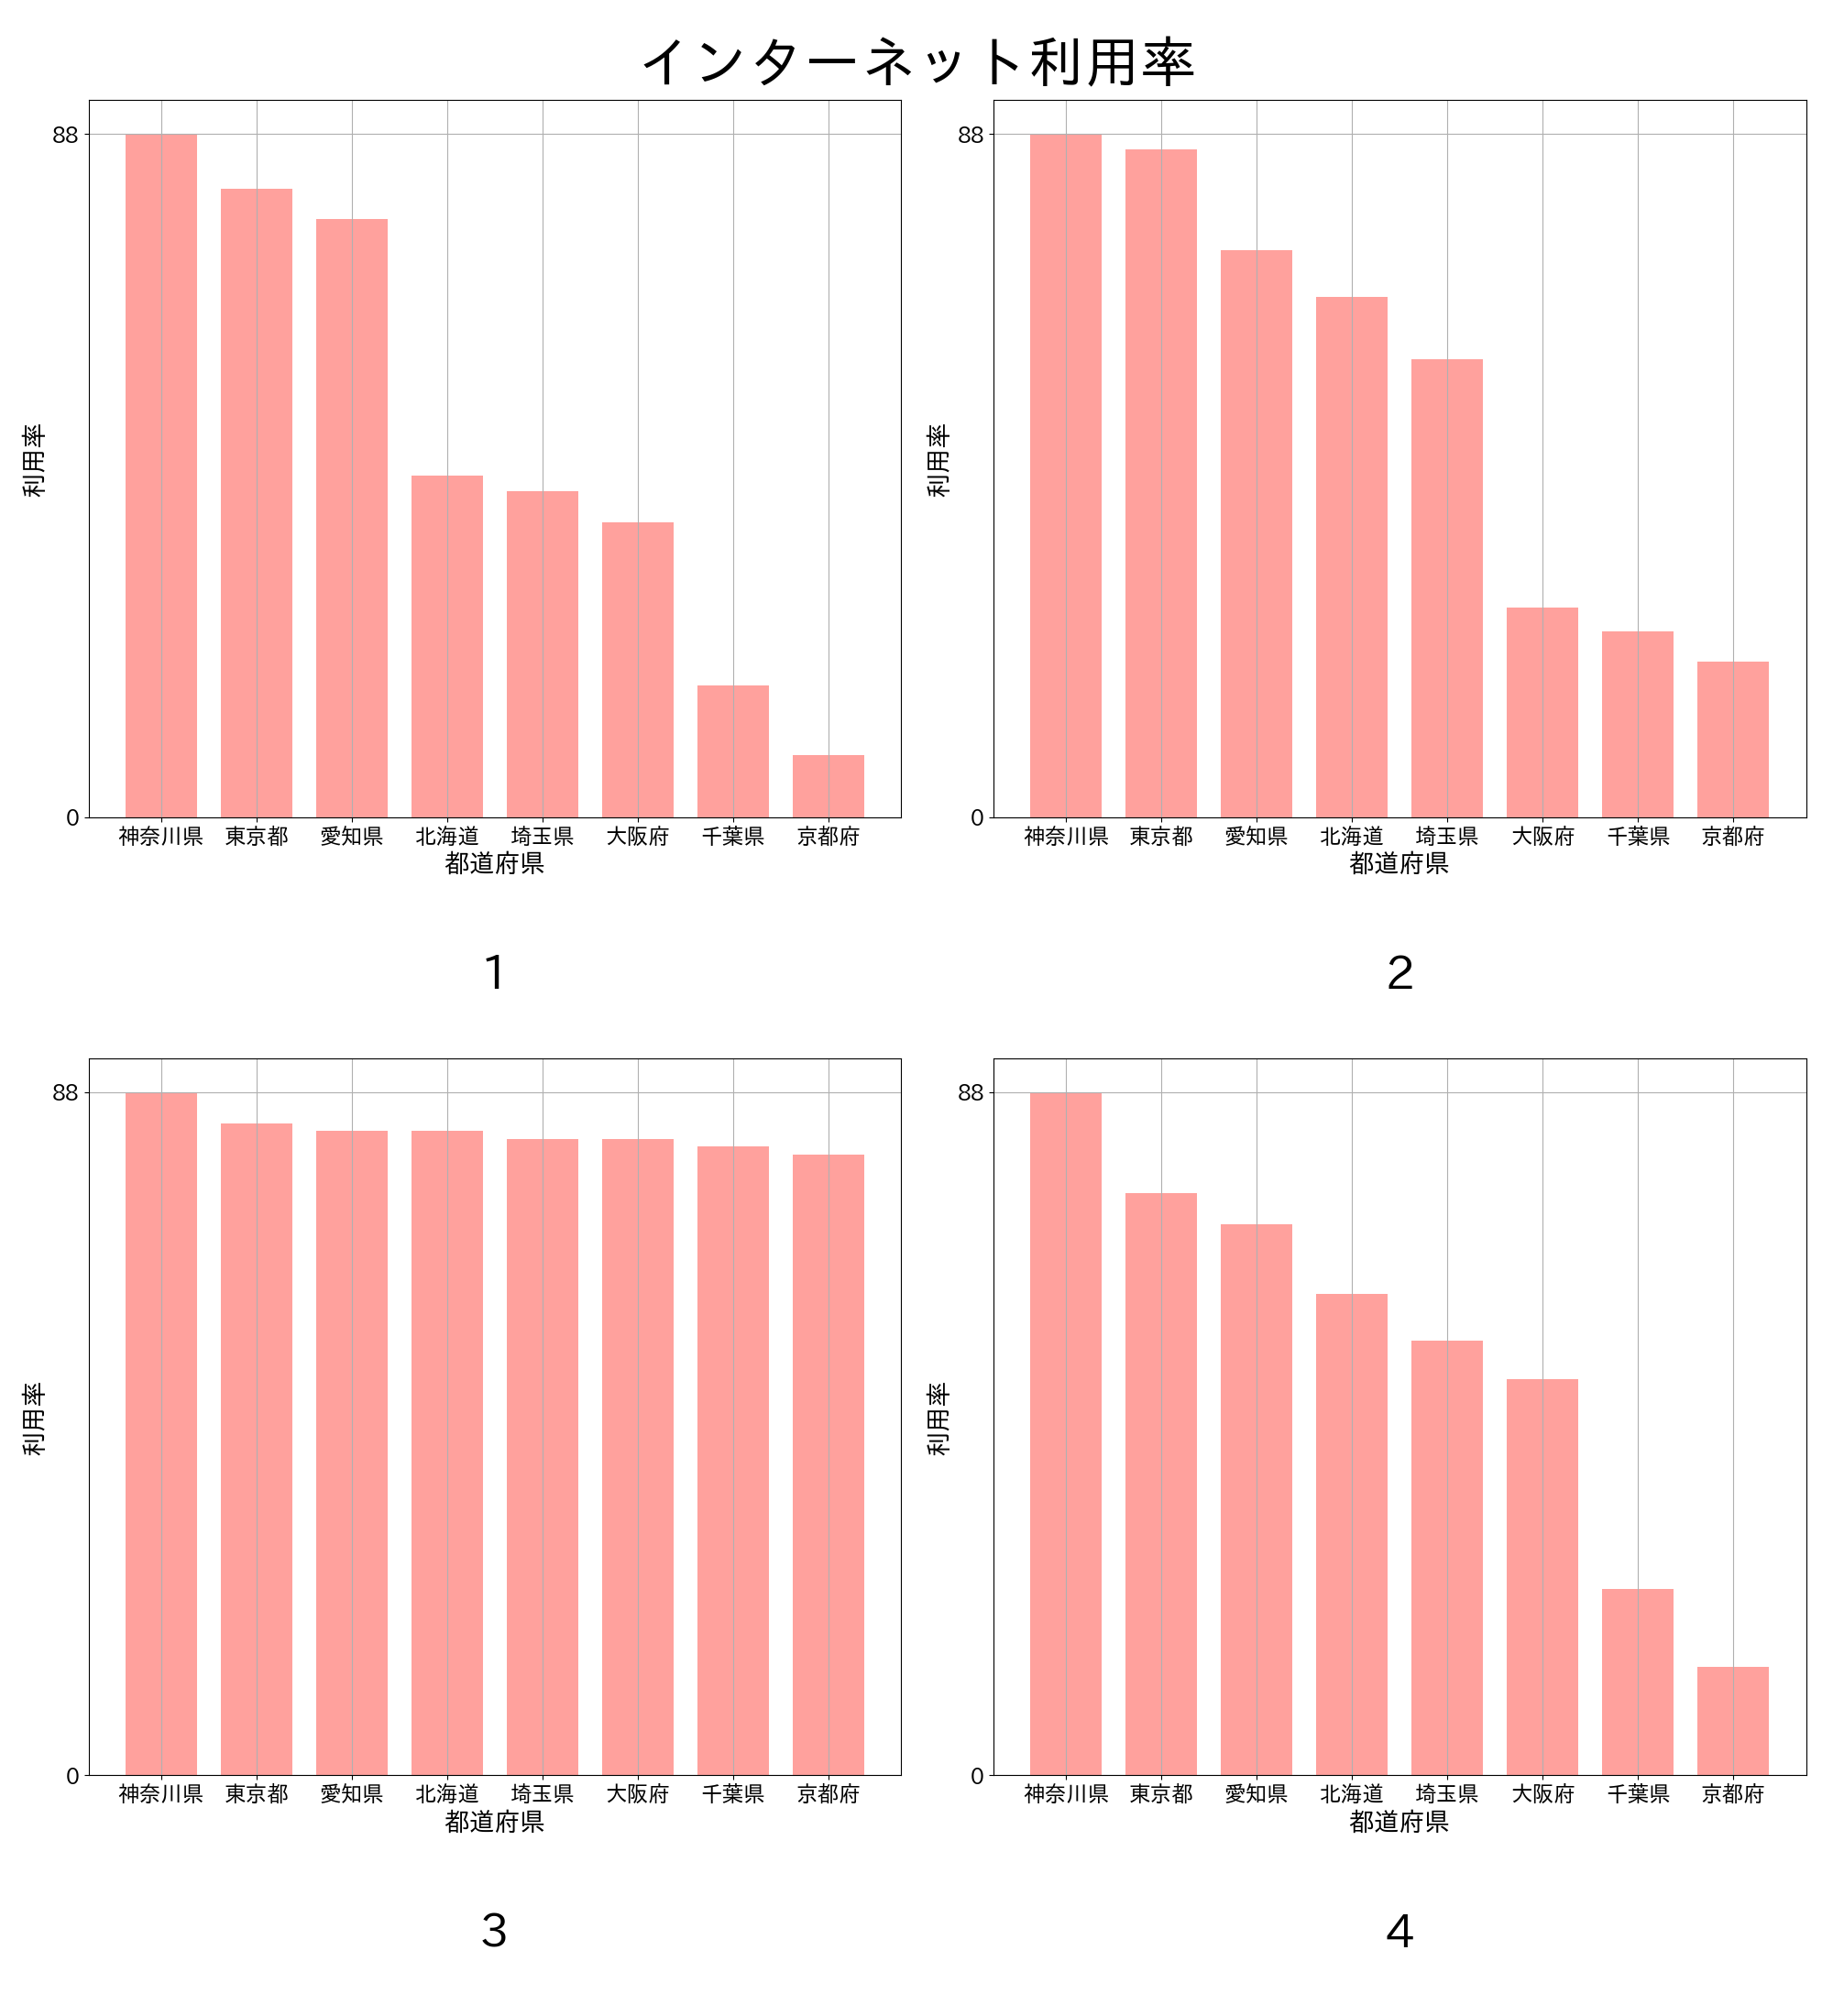 インターネット利用率
88
0
利用率
神奈川県 東京都 愛知県 北海道 埼玉県 大阪府 千葉県 京都府
都道府県
1
88
0
利用率
神奈川県 東京都 愛知県 北海道 埼玉県 大阪府 千葉県 京都府
都道府県
2
88
0
利用率
神奈川県 東京都 愛知県 北海道 埼玉県 大阪府 千葉県 京都府
都道府県
3
88
0
利用率
神奈川県 東京都 愛知県 北海道 埼玉県 大阪府 千葉県 京都府
都道府県
4